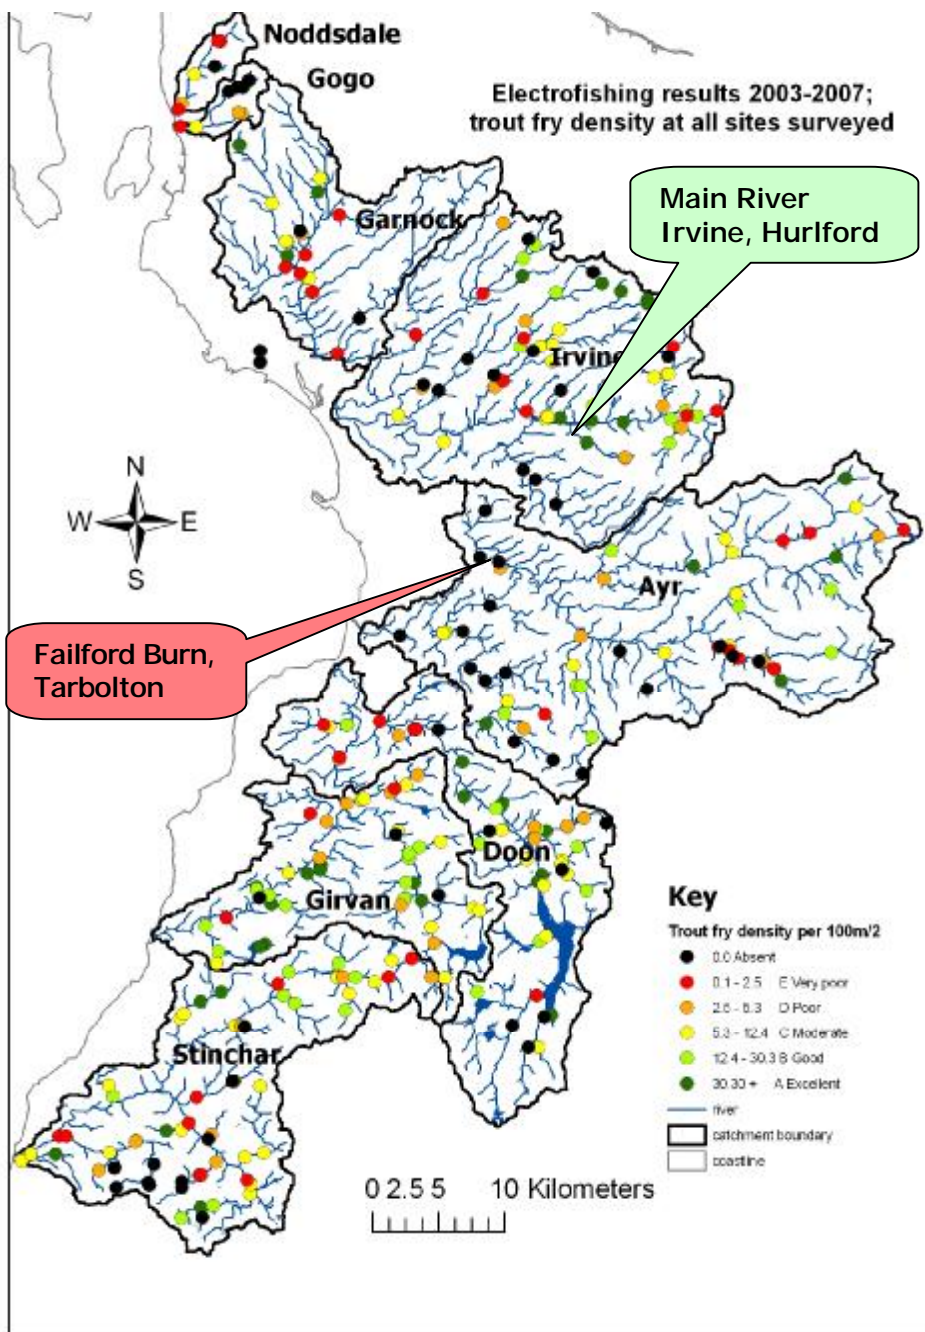 Noddsdale
Gogo
Electrofishing results 2003-2007;
trout fry density at all sites surveyed
Main River
Irvine, Hurlford
Garnock
Irvine
N
W
E
S
Ayr
Failford Burn,
Tarbolton
Doon
Girvan
Key
Trout fry density per 100m/2
0.0 Absent
0.1 - 2.5 E Very poor
2.6 - 6.3 D Poor
5.3 - 12.4 C Moderate
12.4 - 30.3 B Good
30.30 + A Excellent
river
catchment boundary
coastline
Stinchar
0 2.5 5 10 Kilometers